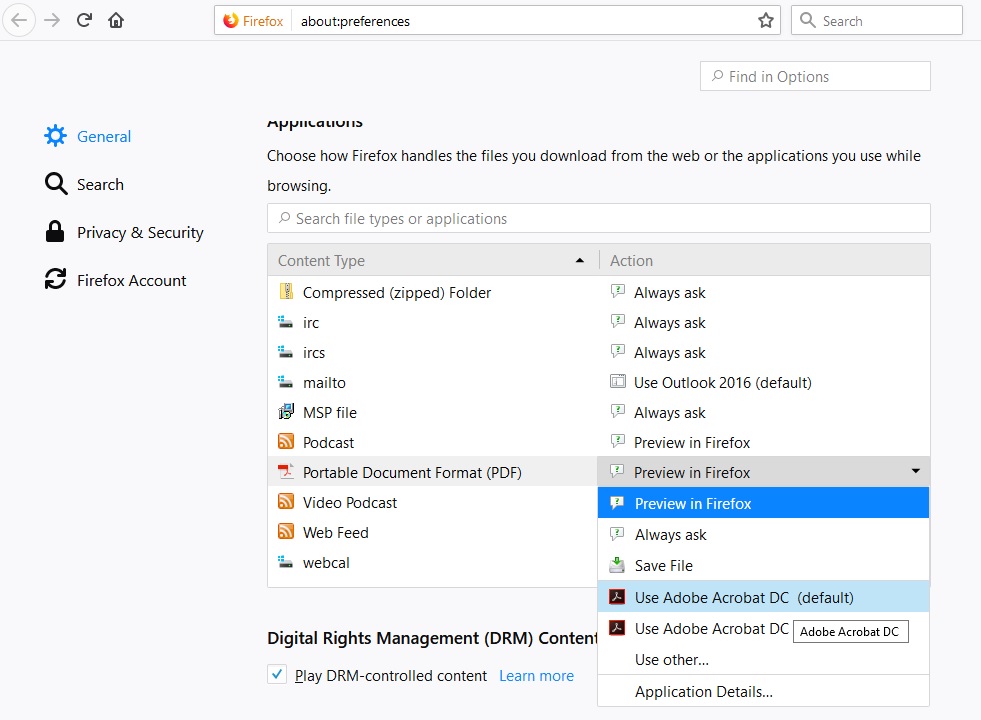 Firefox about:preferences Search
Find in Options
General
Search
Privacy & Security
Firefox Account
Applications
Choose how Firefox handles the files you download from the web or the applications you use while
browsing.
Search file types or applications
Content Type Action
Compressed (zipped) Folder Always ask
irc Always ask
ircs Always ask
mailto Use Outlook 2016 (default)
MSP file Always ask
Podcast Preview in Firefox
Portable Document Format (PDF) Preview in Firefox
Video Podcast Preview in Firefox
Web Feed Always ask
webcal Save File
Use Adobe Acrobat DC (default)
Use Adobe Acrobat DC Adobe Acrobat DC
Use other...
Application Details...
Digital Rights Management (DRM) Content
Play DRM-controlled content Learn more